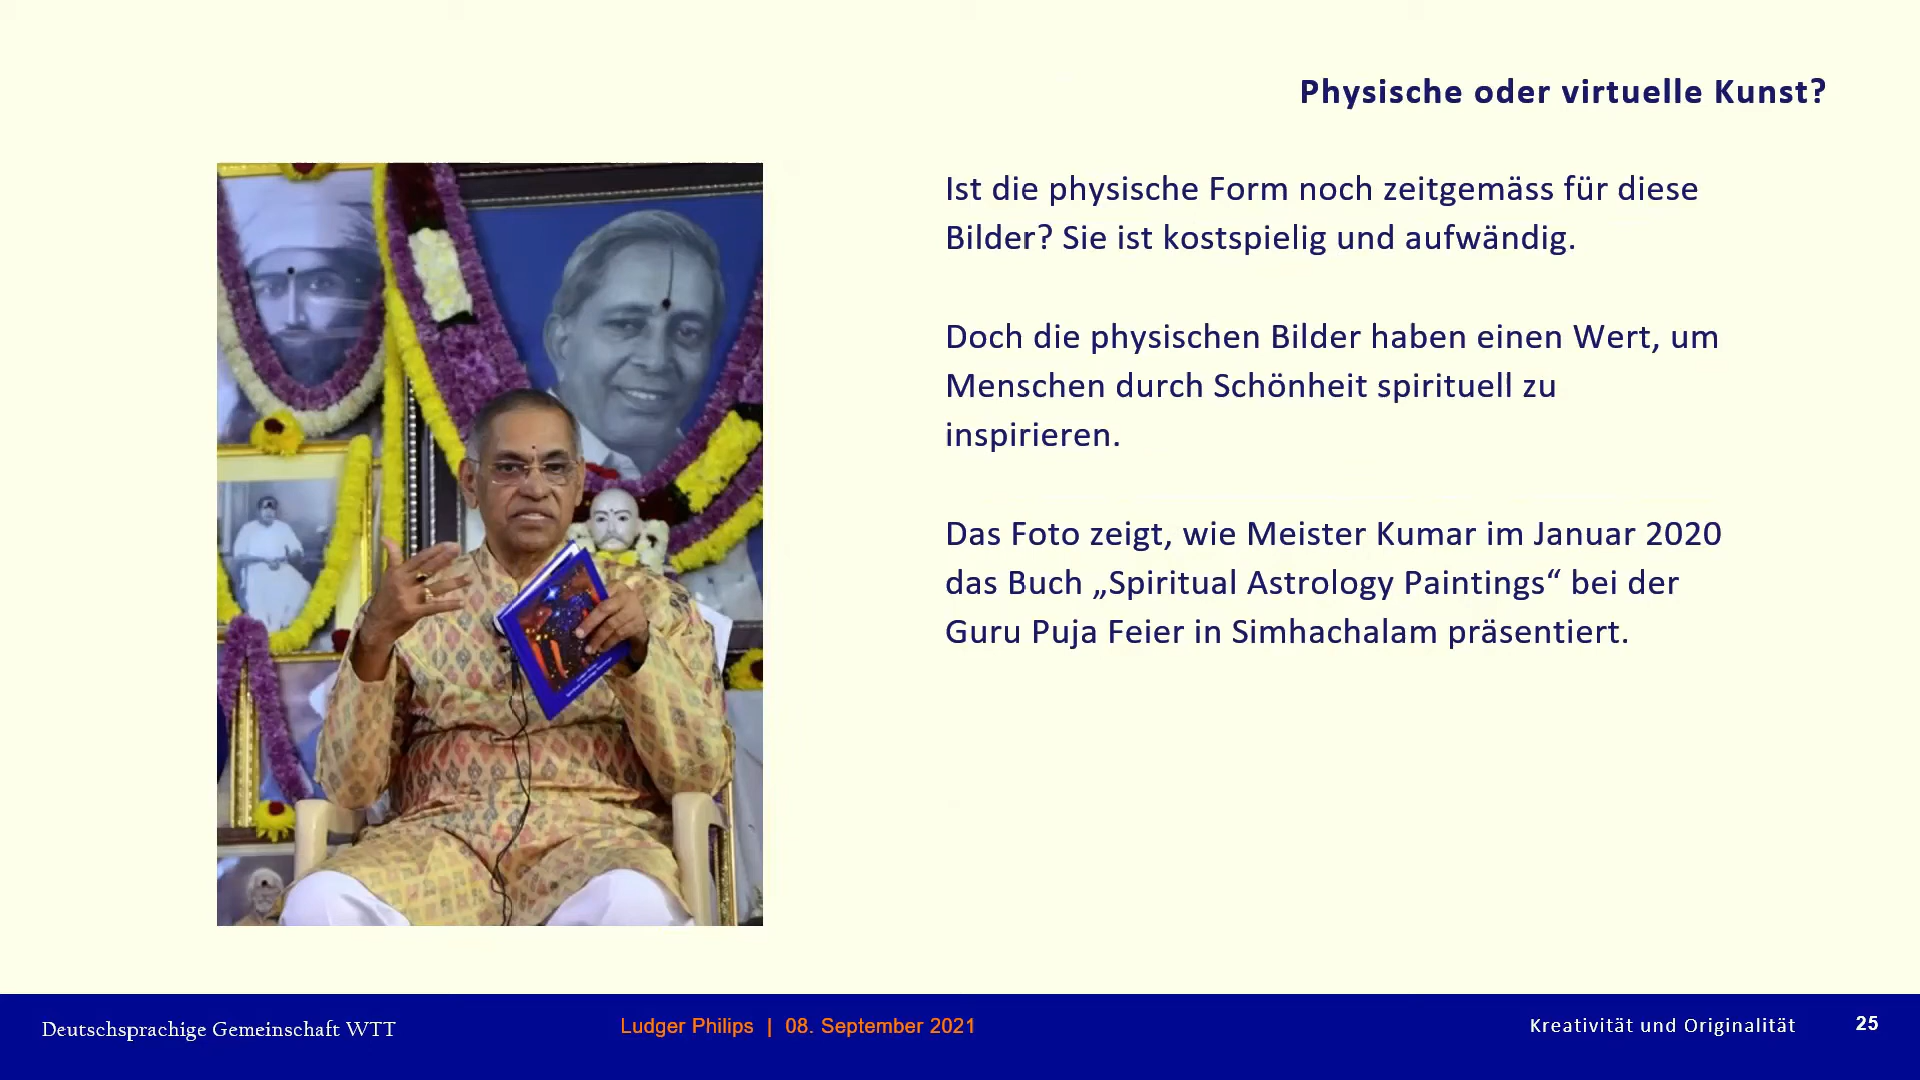 Physische oder virtuelle Kunst?
Ist die physische Form noch zeitgemäss für diese
Bilder? Sie ist kostspielig und aufwändig.
Doch die physischen Bilder haben einen Wert, um
Menschen durch Schönheit spirituell zu
inspirieren.
Das Foto zeigt, wie Meister Kumar im Januar 2020
das Buch „Spiritual Astrology Paintings“ bei der
Guru Puja Feier in Simhachalam präsentiert.
Deutschsprachige Gemeinschaft WTT
Ludger Philips | 08. September 2021
Kreativität und Originalität
25